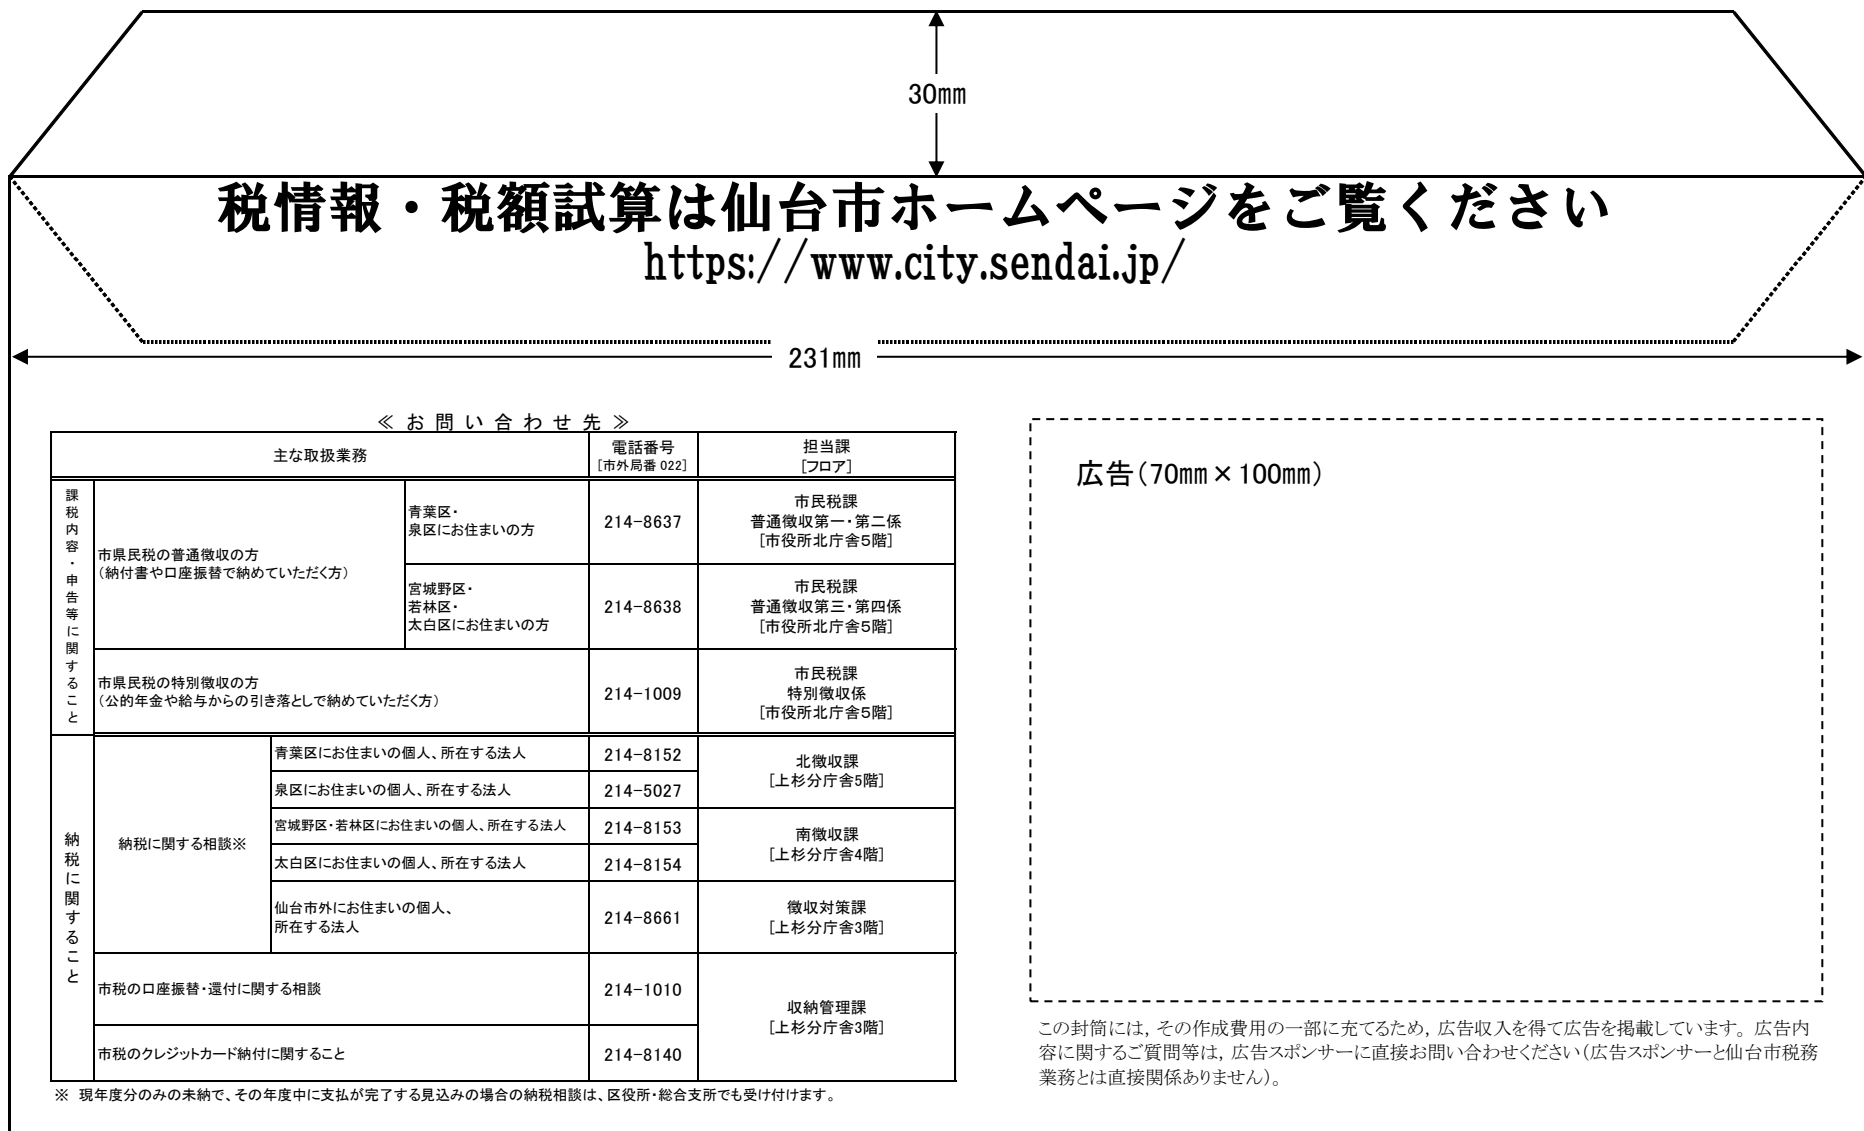 30mm
税情報・税額試算は仙台市ホームページをご覧ください
https://www.city.sendai.jp/
231mm
≪お問い合わせ先≫
主な取扱業務
電話番号
[市外局番 022]
担当課
[フロア]
課税内容・申告等に関すること
市県民税の普通徴収の方
(納付書や口座振替で納めていただく方)
青葉区・
泉区にお住まいの方
214-8637
市民税課
普通徴収第一・第二係
[市役所北庁舎5階]
宮城野区・
若林区・
太白区にお住まいの方
214-8638
市民税課
普通徴収第三・第四係
[市役所北庁舎5階]
市県民税の特別徴収の方
(公的年金や給与からの引き落としで納めていただく方)
214-1009
市民税課
特別徴収係
[市役所北庁舎5階]
納税に関すること
納税に関する相談※
青葉区にお住まいの個人、所在する法人
214-8152
北徴収課
[上杉分庁舎5階]
泉区にお住まいの個人、所在する法人
214-5027
宮城野区・若林区にお住まいの個人、所在する法人
214-8153
南徴収課
[上杉分庁舎4階]
太白区にお住まいの個人、所在する法人
214-8154
仙台市外にお住まいの個人、
所在する法人
214-8661
徴収対策課
[上杉分庁舎3階]
市税の口座振替・還付に関する相談
214-1010
収納管理課
[上杉分庁舎3階]
市税のクレジットカード納付に関すること
214-8140
※ 現年度分のみの未納で、その年度中に支払が完了する見込みの場合の納税相談は、区役所・総合支所でも受け付けます。
広告(70mm×100mm)
この封筒には,その作成費用の一部に充てるため,広告収入を得て広告を掲載しています。広告内
容に関するご質問等は,広告スポンサーに直接お問い合わせください(広告スポンサーと仙台市税務
業務とは直接関係ありません)。